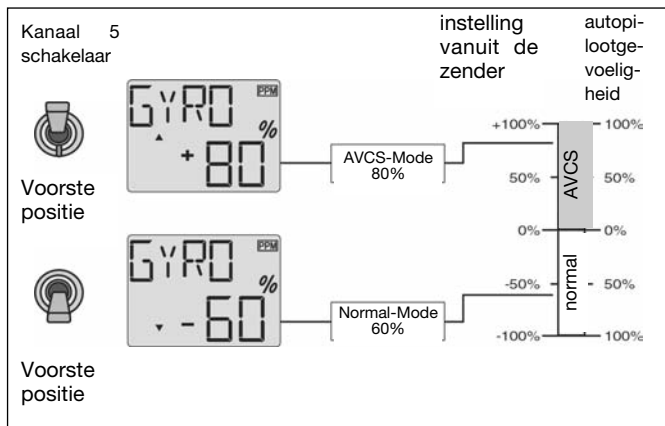 Kanaal 5
schakelaar
instelling
vanuit de
zender
autopi-
lootge-
voelig-
heid
GYRO PPM
%
+ 80
AVCS-Mode
80%
Voorste
positie
GYRO PPM
%
- 60
Normal-Mode
60%
Voorste
positie
+100%
50%
0%
-50%
-100%
AVCS
normal
100%
50%
0%
50%
100%